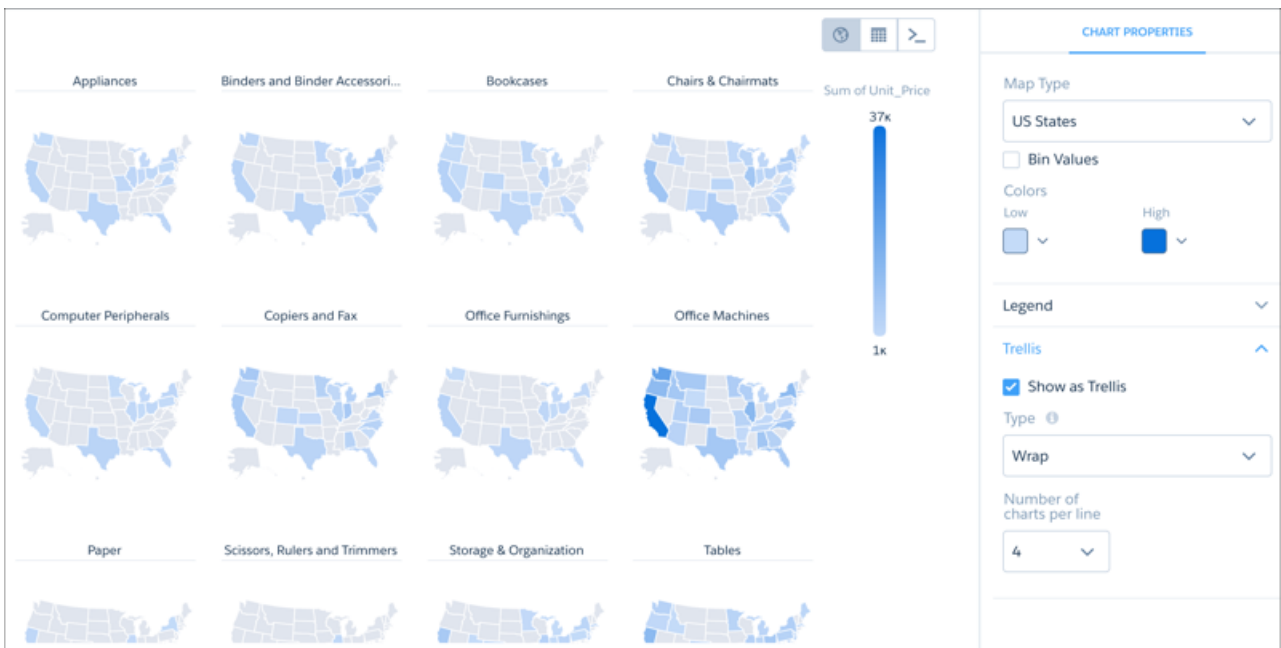 CHART PROPERTIES
Appliances
Binders and Binder Accessori...
Bookcases
Chairs & Chairmats
Sum of Unit_Price
37K
1K
Computer Peripherals
Copiers and Fax
Office Furnishings
Office Machines
Paper
Scissors, Rulers and Trimmers
Storage & Organization
Tables
Map Type
US States
Bin Values
Colors
Low
High
Legend
Trellis
Show as Trellis
Type
Wrap
Number of
charts per line
4